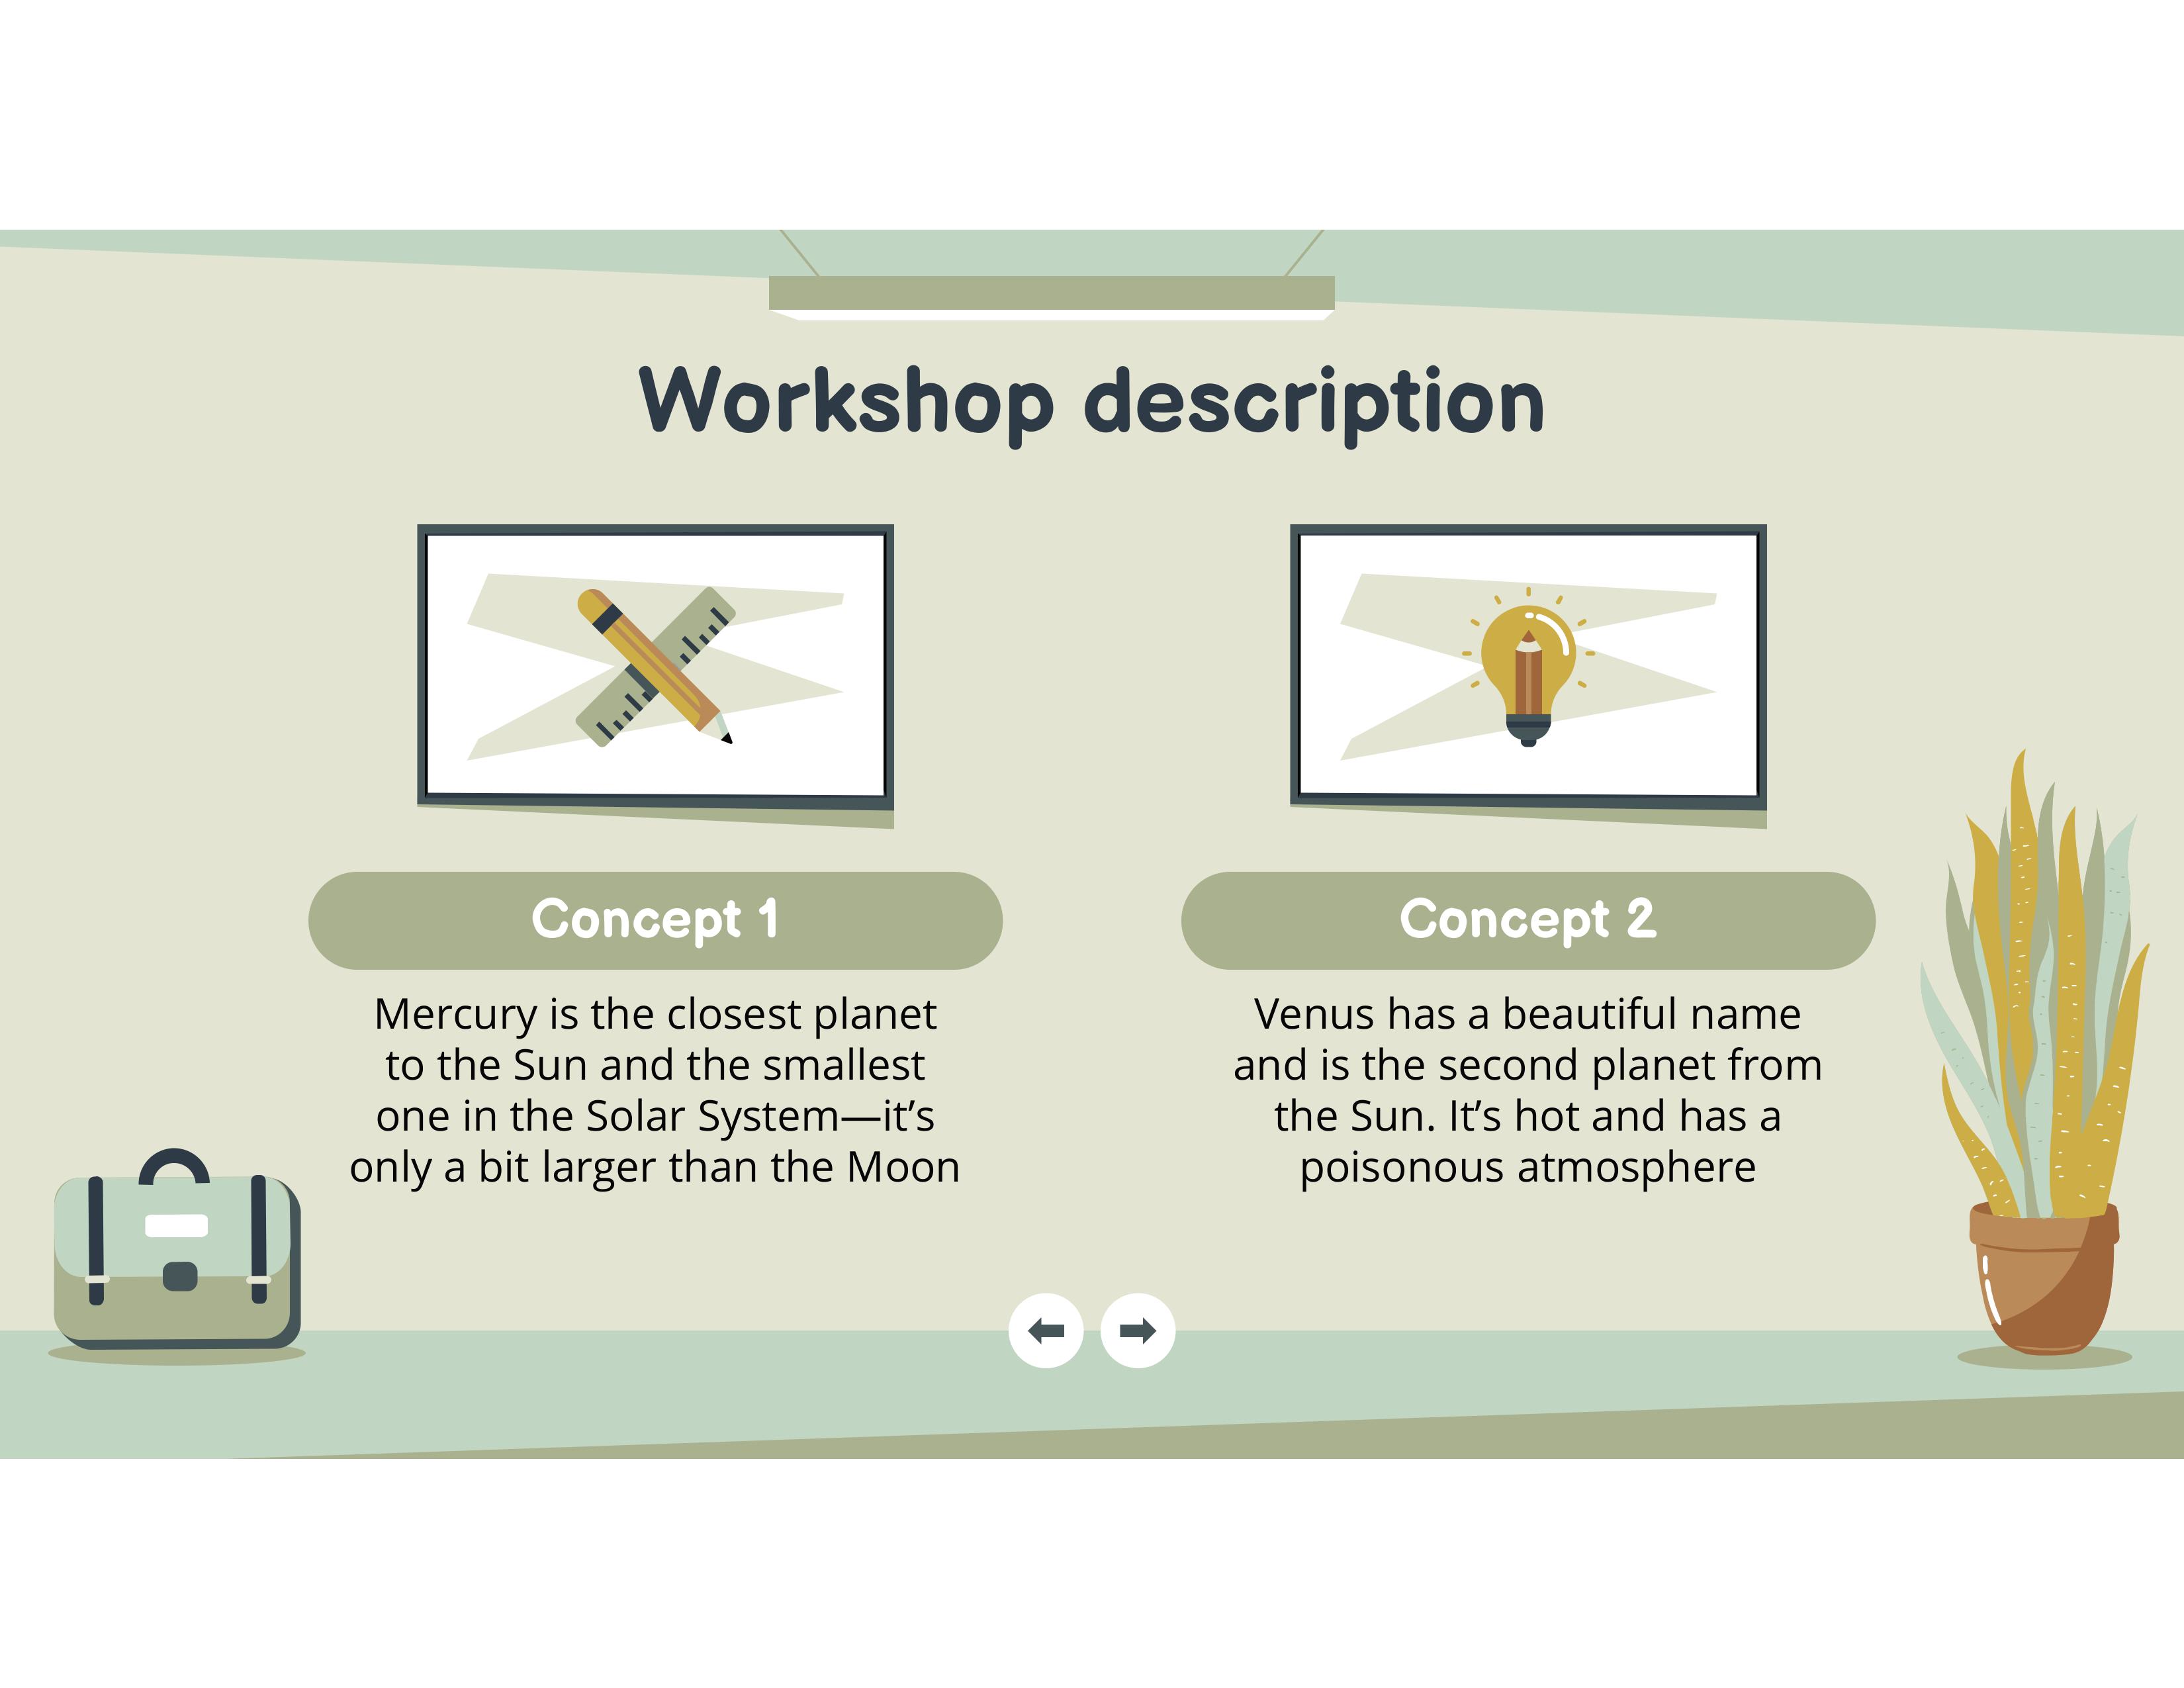 Workshop description
Concept 1
Mercury is the closest planet
to the Sun and the smallest
one in the Solar System—it’s
only a bit larger than the Moon
Concept 2
Venus has a beautiful name
and is the second planet from
the Sun. It’s hot and has a
poisonous atmosphere